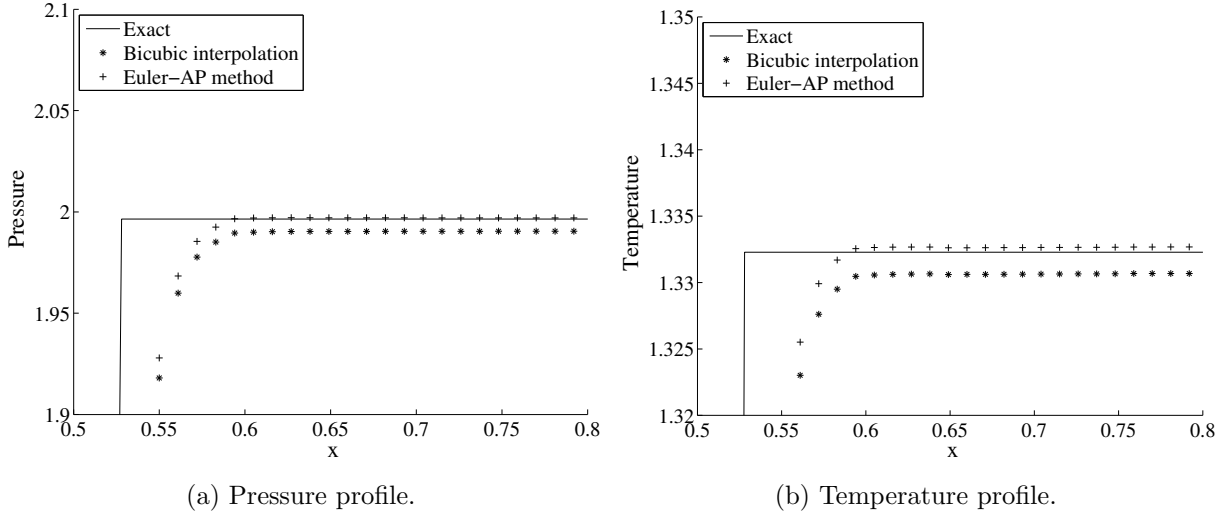 2.1
Exact
Bicubic interpolation
Euler−AP method
2.05
Pressure
2
1.95
1.9
0.5 0.55 0.6 0.65 0.7 0.75 0.8
x
(a) Pressure profile.
1.35
Exact
Bicubic interpolation
Euler−AP method
1.345
1.34
1.335
Temperature
1.33
1.325
1.32
0.5 0.55 0.6 0.65 0.7 0.75 0.8
x
(b) Temperature profile.